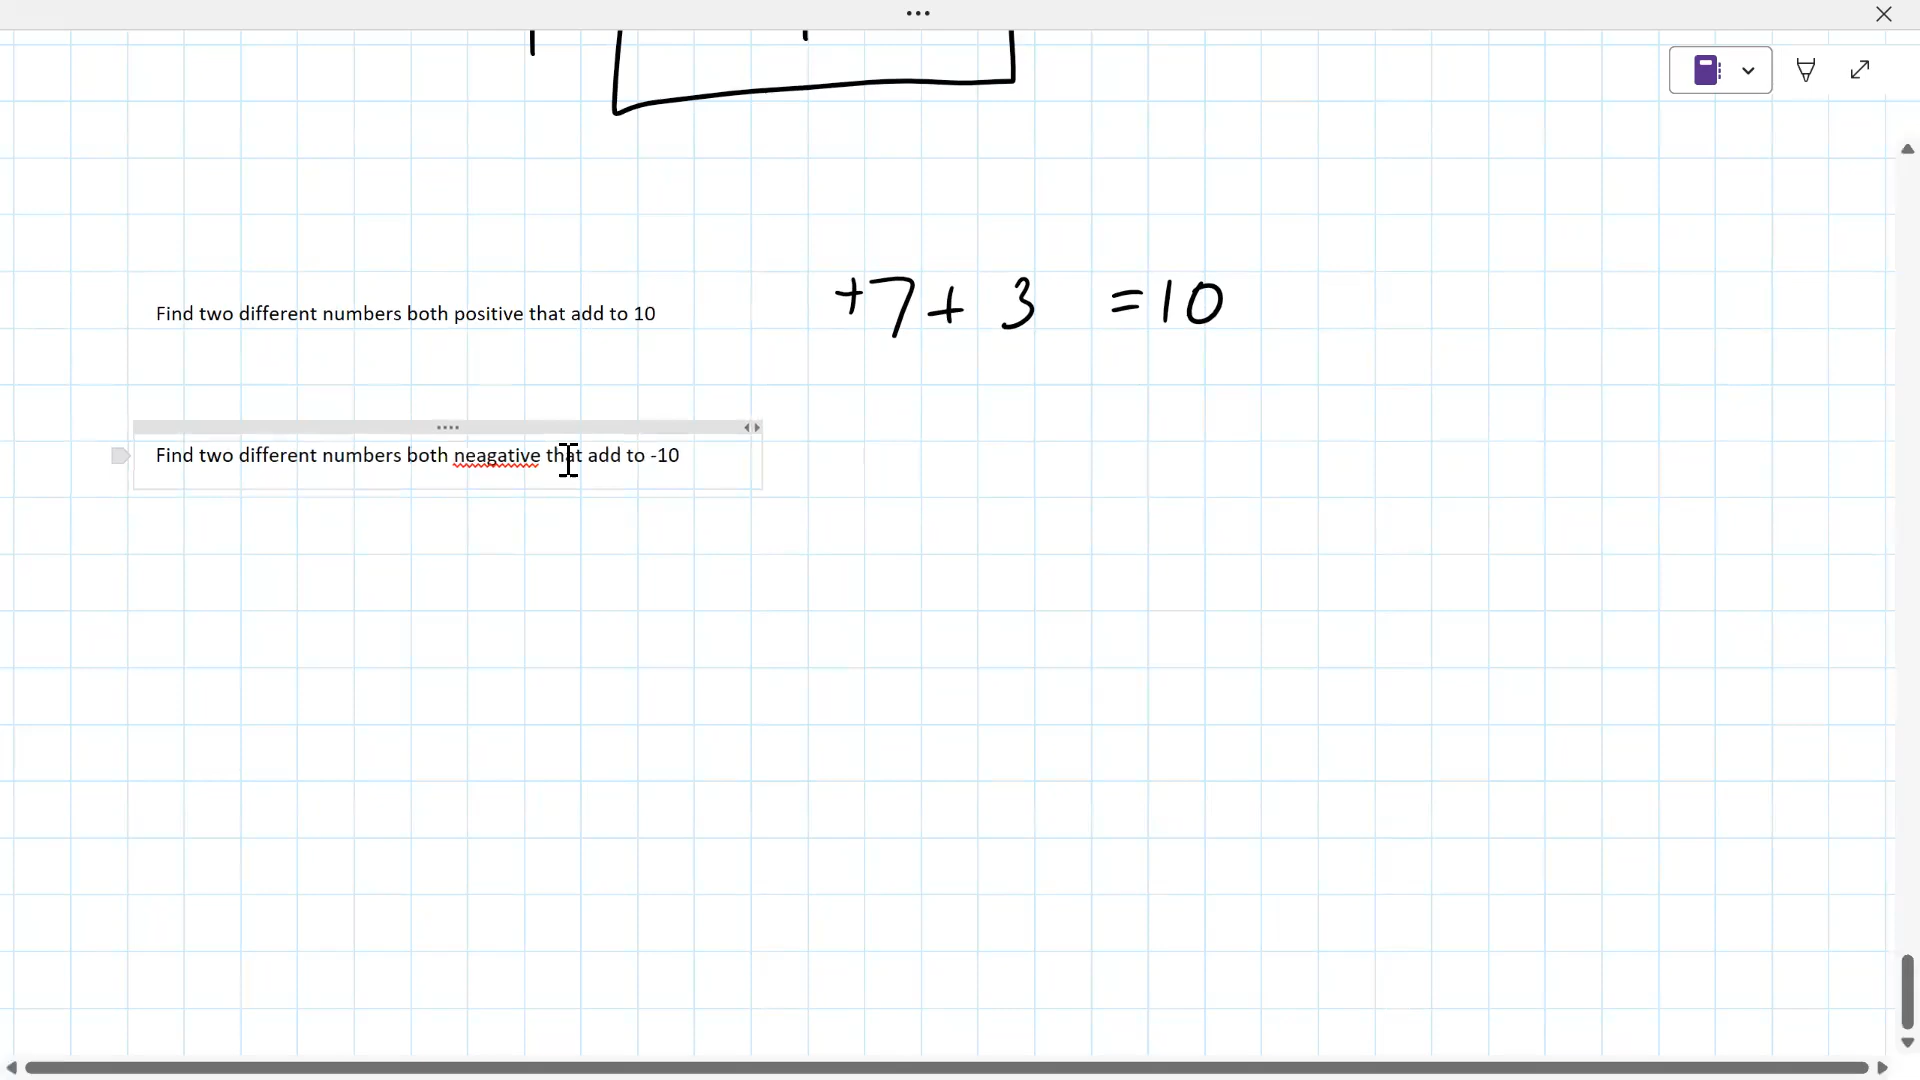 Find two different numbers both positive that add to 10
+7+ 3 =10
Find two different numbers both neagative that add to -10